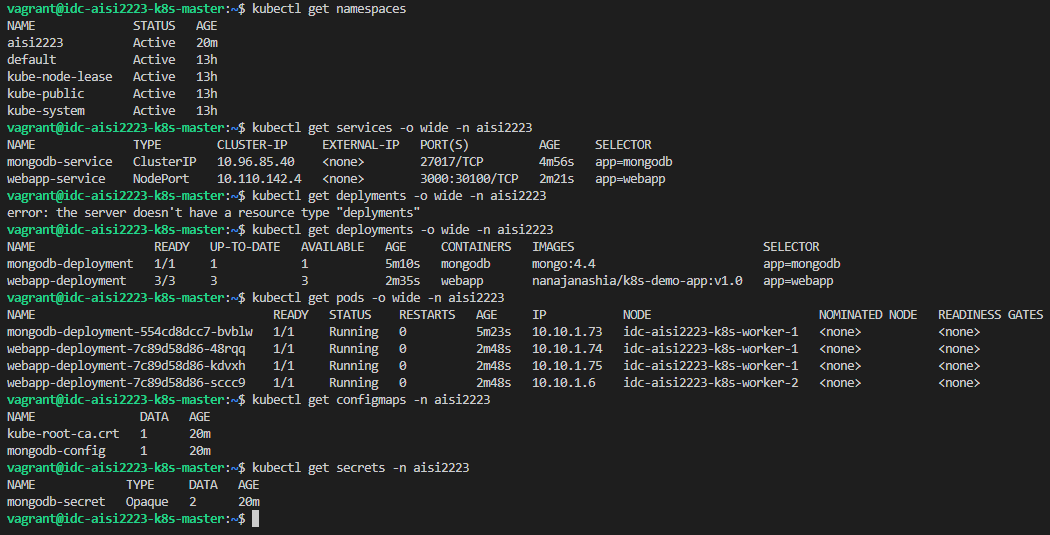 vagrant@idc-aisi2223-k8s-master:~$ kubectl get namespaces
NAME STATUS AGE
aisi2223 Active 20m
default Active 13h
kube-node-lease Active 13h
kube-public Active 13h
kube-system Active 13h
vagrant@idc-aisi2223-k8s-master:~$ kubectl get services -o wide -n aisi2223
NAME TYPE CLUSTER-IP EXTERNAL-IP PORT(S) AGE SELECTOR
mongodb-service ClusterIP 10.96.85.40 <none> 27017/TCP 4m56s app=mongodb
webapp-service NodePort 10.110.142.4 <none> 3000:30100/TCP 2m21s app=webapp
vagrant@idc-aisi2223-k8s-master:~$ kubectl get deplyments -o wide -n aisi2223
error: the server doesn't have a resource type "deplyments"
vagrant@idc-aisi2223-k8s-master:~$ kubectl get deployments -o wide -n aisi2223
NAME READY UP-TO-DATE AVAILABLE AGE CONTAINERS IMAGES SELECTOR
mongodb-deployment 1/1 1 1 5m10s mongodb mongo:4.4 app=mongodb
webapp-deployment 3/3 3 3 2m35s webapp nanajanashia/k8s-demo-app:v1.0 app=webapp
vagrant@idc-aisi2223-k8s-master:~$ kubectl get pods -o wide -n aisi2223
NAME READY STATUS RESTARTS AGE IP NODE NOMINATED NODE READINESS GATES
mongodb-deployment-554cd8dcc7-bvblw 1/1 Running 0 5m23s 10.10.1.73 idc-aisi2223-k8s-worker-1 <none> <none>
webapp-deployment-7c89d58d86-48rqq 1/1 Running 0 2m48s 10.10.1.74 idc-aisi2223-k8s-worker-1 <none> <none>
webapp-deployment-7c89d58d86-kdvxh 1/1 Running 0 2m48s 10.10.1.75 idc-aisi2223-k8s-worker-1 <none> <none>
webapp-deployment-7c89d58d86-sccc9 1/1 Running 0 2m48s 10.10.1.6 idc-aisi2223-k8s-worker-2 <none> <none>
vagrant@idc-aisi2223-k8s-master:~$ kubectl get configmaps -n aisi2223
NAME DATA AGE
kube-root-ca.crt 1 20m
mongodb-config 1 20m
vagrant@idc-aisi2223-k8s-master:~$ kubectl get secrets -n aisi2223
NAME TYPE DATA AGE
mongodb-secret Opaque 2 20m
vagrant@idc-aisi2223-k8s-master:~$